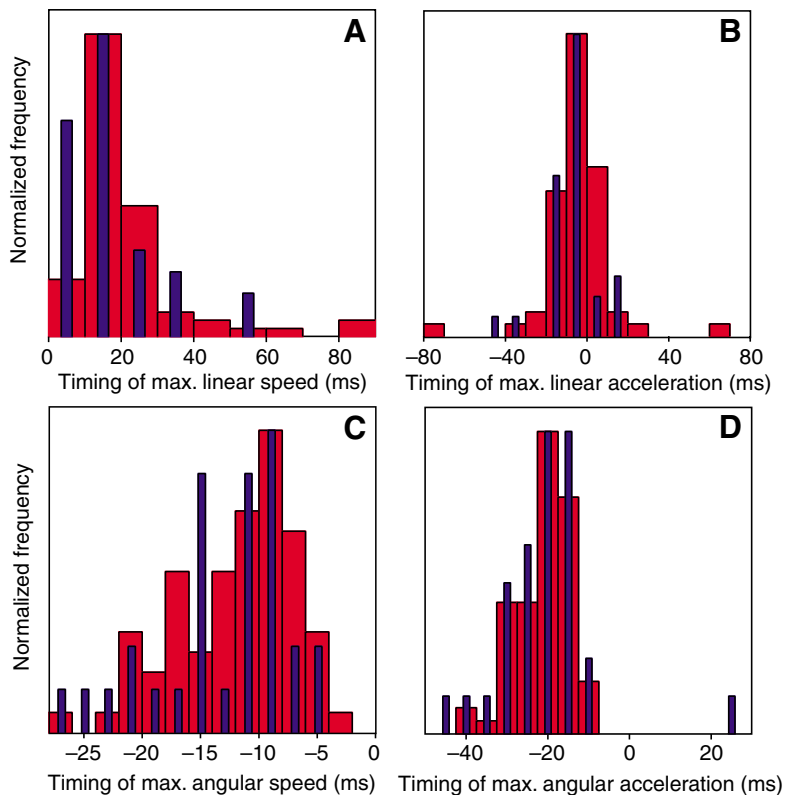 A
B
Normalized frequency
0 20 40 60 80
−80 −40 0 40 80
Timing of max. linear speed (ms)
Timing of max. linear acceleration (ms)
C
D
Normalized frequency
−25 −20 −15 −10 −5 0
−40 −20 0 20
Timing of max. angular speed (ms)
Timing of max. angular acceleration (ms)